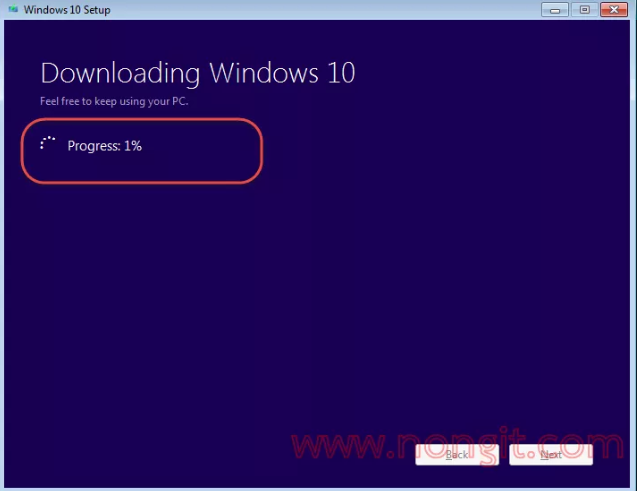 Windows 10 Setup
Downloading Windows 10
Feel free to keep using your PC.
Progress: 1%
www.nongit.com
Back
Next